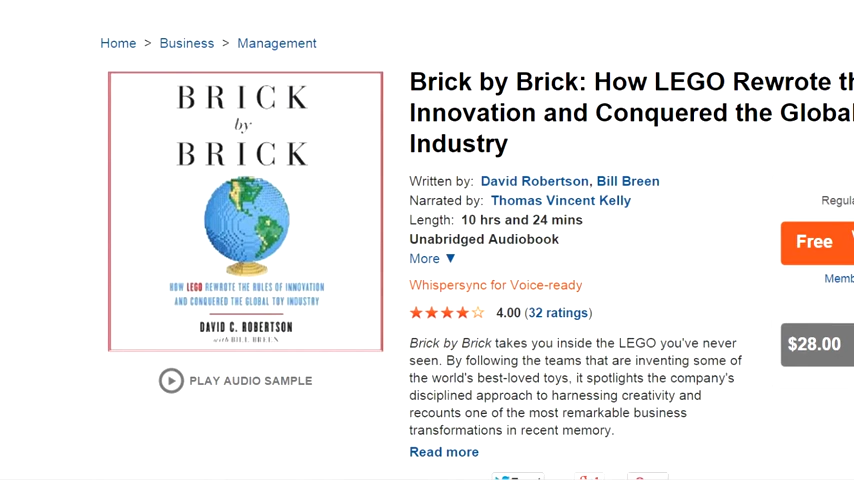 Home > Business > Management
BRICK
by
BRICK
HOW LEGO REWROTE THE RULES OF INNOVATION
AND CONQUERED THE GLOBAL TOY INDUSTRY
DAVID C. ROBERTSON
with BILL BREEN
PLAY AUDIO SAMPLE
Brick by Brick: How LEGO Rewrote th
Innovation and Conquered the Global
Industry
Written by: David Robertson, Bill Breen
Narrated by: Thomas Vincent Kelly
Length: 10 hrs and 24 mins
Unabridged Audiobook
More ▼
Whispersync for Voice-ready
4.00 (32 ratings)
Brick by Brick takes you inside the LEGO you've never
seen. By following the teams that are inventing some of
the world's best-loved toys, it spotlights the company's
disciplined approach to harnessing creativity and
recounts one of the most remarkable business
transformations in recent memory.
Read more
Regula
Free
Memb
$28.00